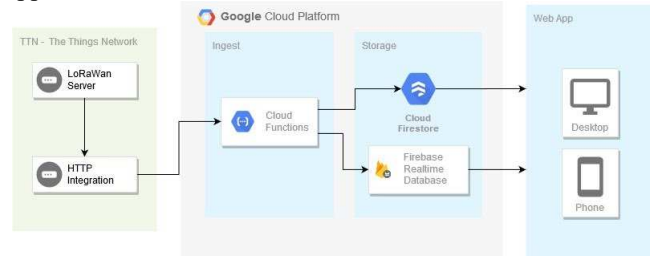 Google Cloud Platform
TTN - The Things Network
LoRaWan
Server
HTTP
Integration
Ingest
Cloud
Functions
Storage
Cloud
Firestore
Firebase
Realtime
Database
Web App
Desktop
Phone